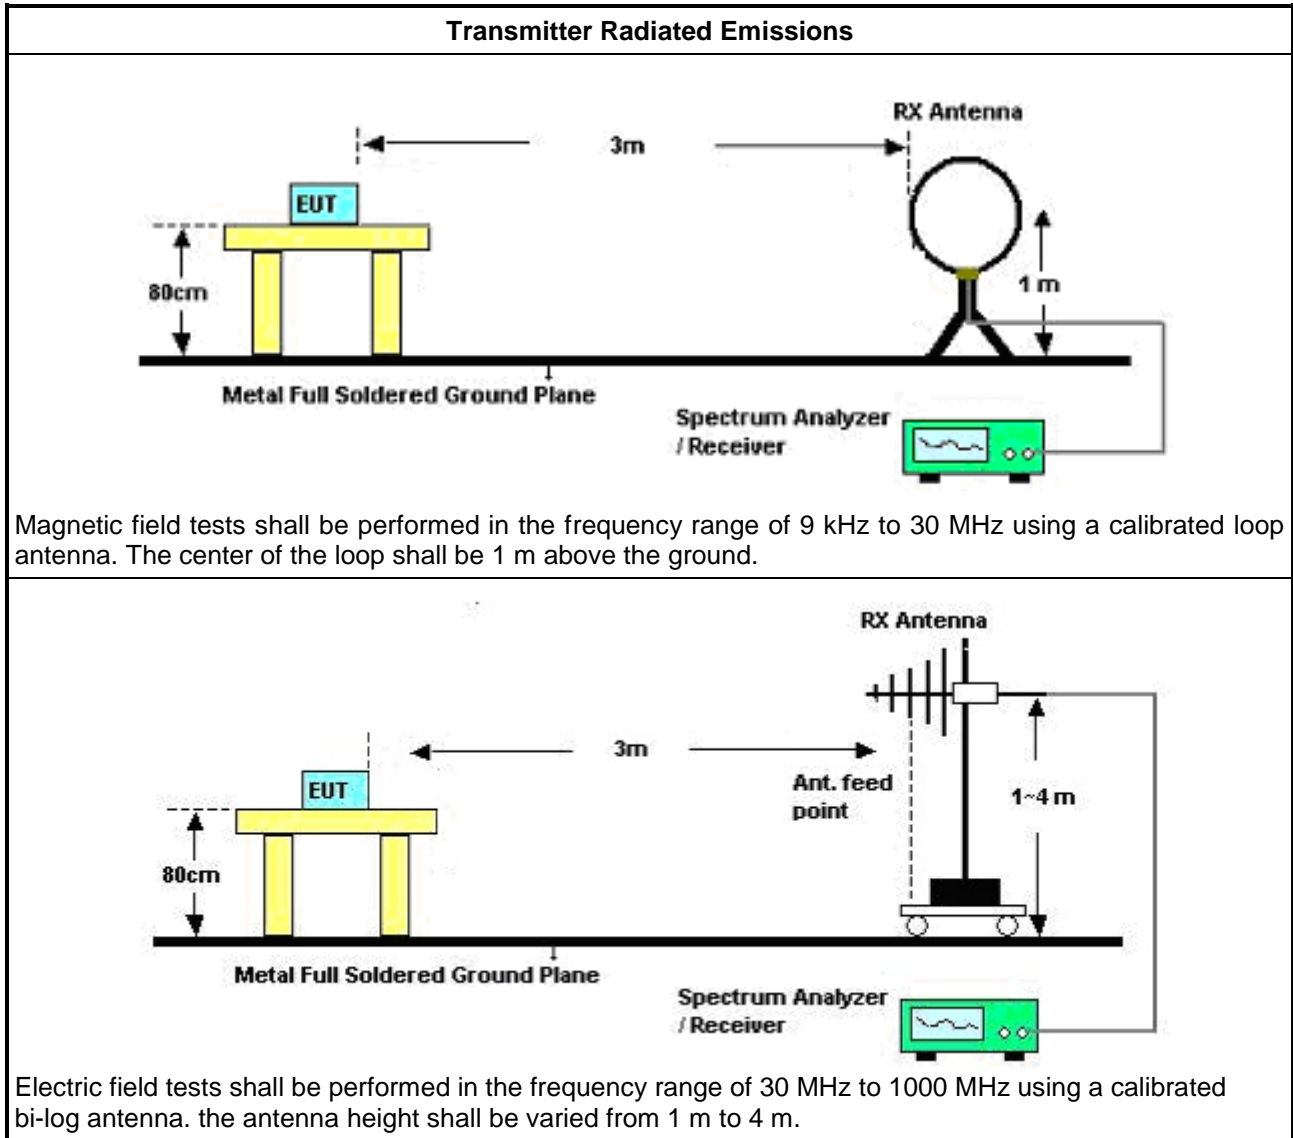 Transmitter Radiated Emissions
RX Antenna
3m
EUT
80cm
1 m
Metal Full Soldered Ground Plane
Spectrum Analyzer
/ Receiver
Magnetic field tests shall be performed in the frequency range of 9 kHz to 30 MHz using a calibrated loop
antenna. The center of the loop shall be 1 m above the ground.
RX Antenna
3m
EUT
Ant. feed
point
1~4 m
80cm
Metal Full Soldered Ground Plane
Spectrum Analyzer
/ Receiver
Electric field tests shall be performed in the frequency range of 30 MHz to 1000 MHz using a calibrated
bi-log antenna. the antenna height shall be varied from 1 m to 4 m.